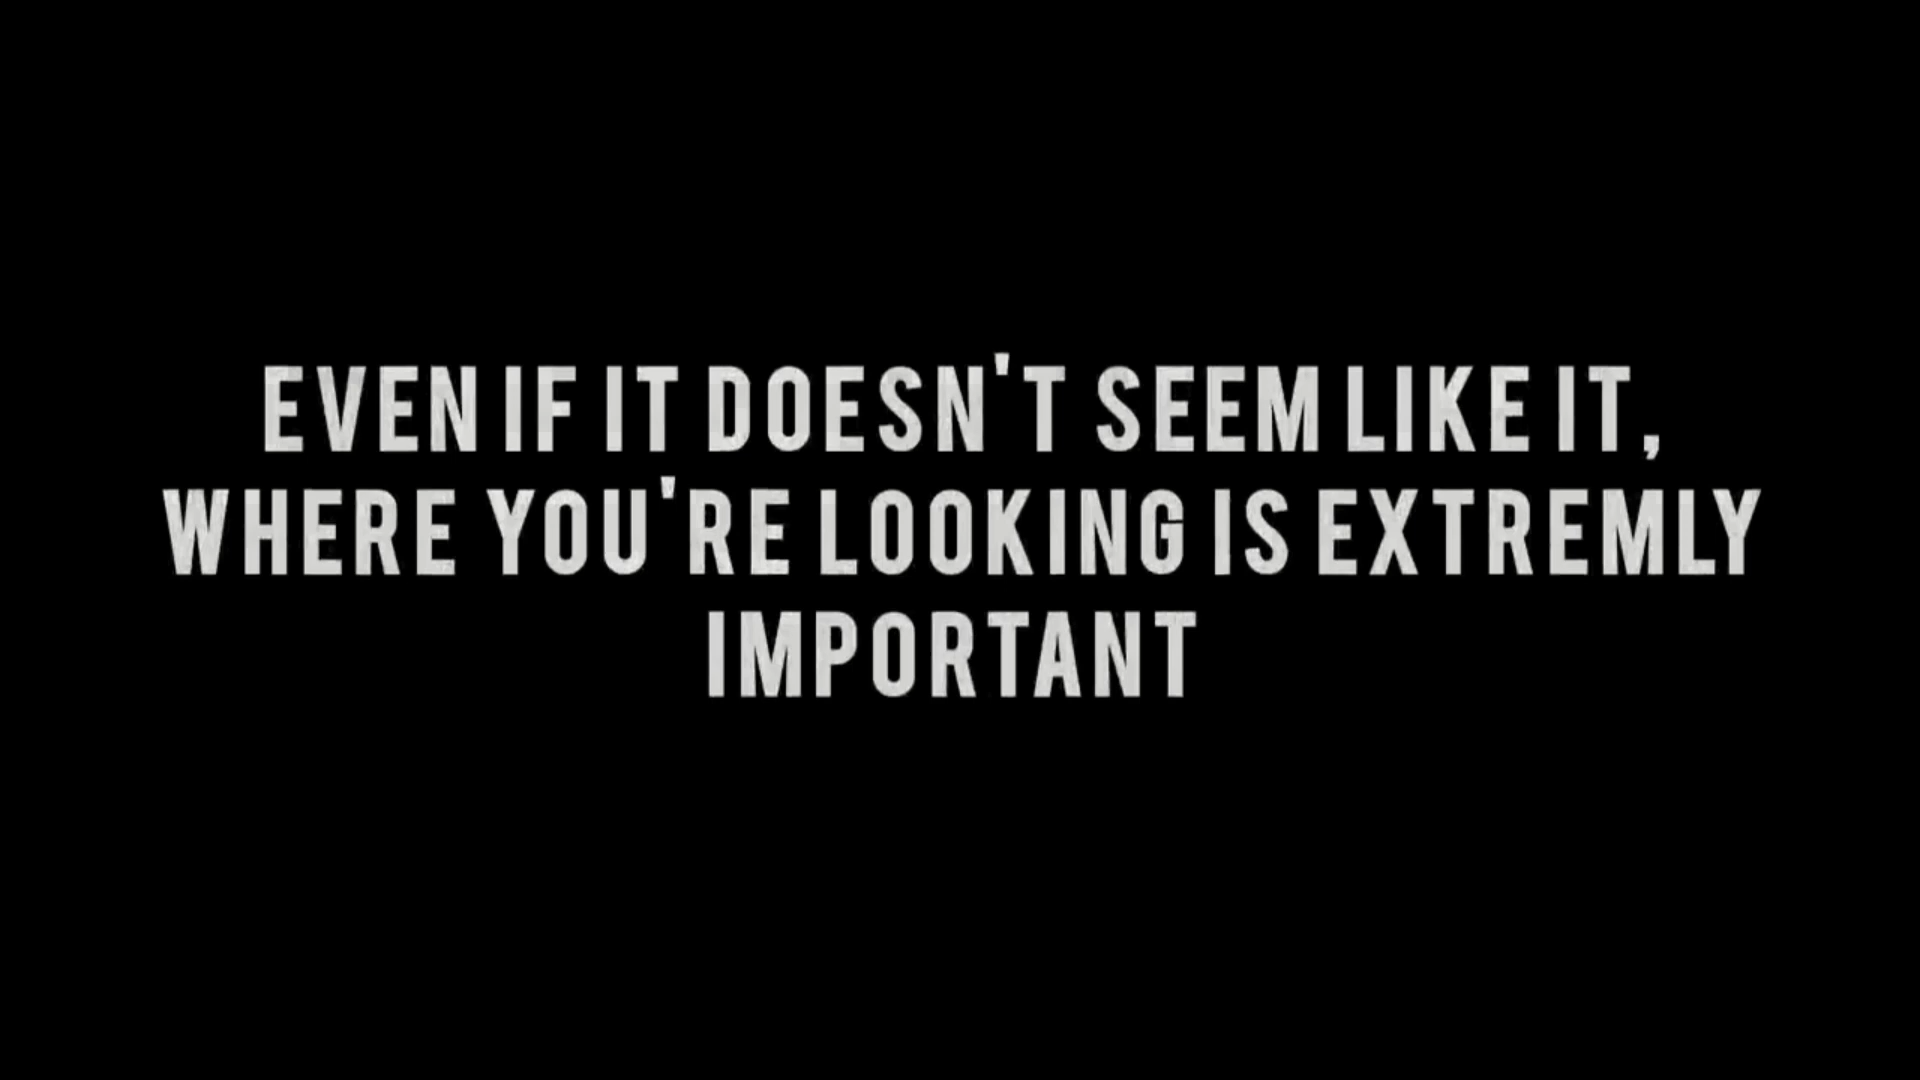 EVEN IF IT DOESN'T SEEM LIKE IT,
WHERE YOU'RE LOOKING IS EXTREMLY
IMPORTANT